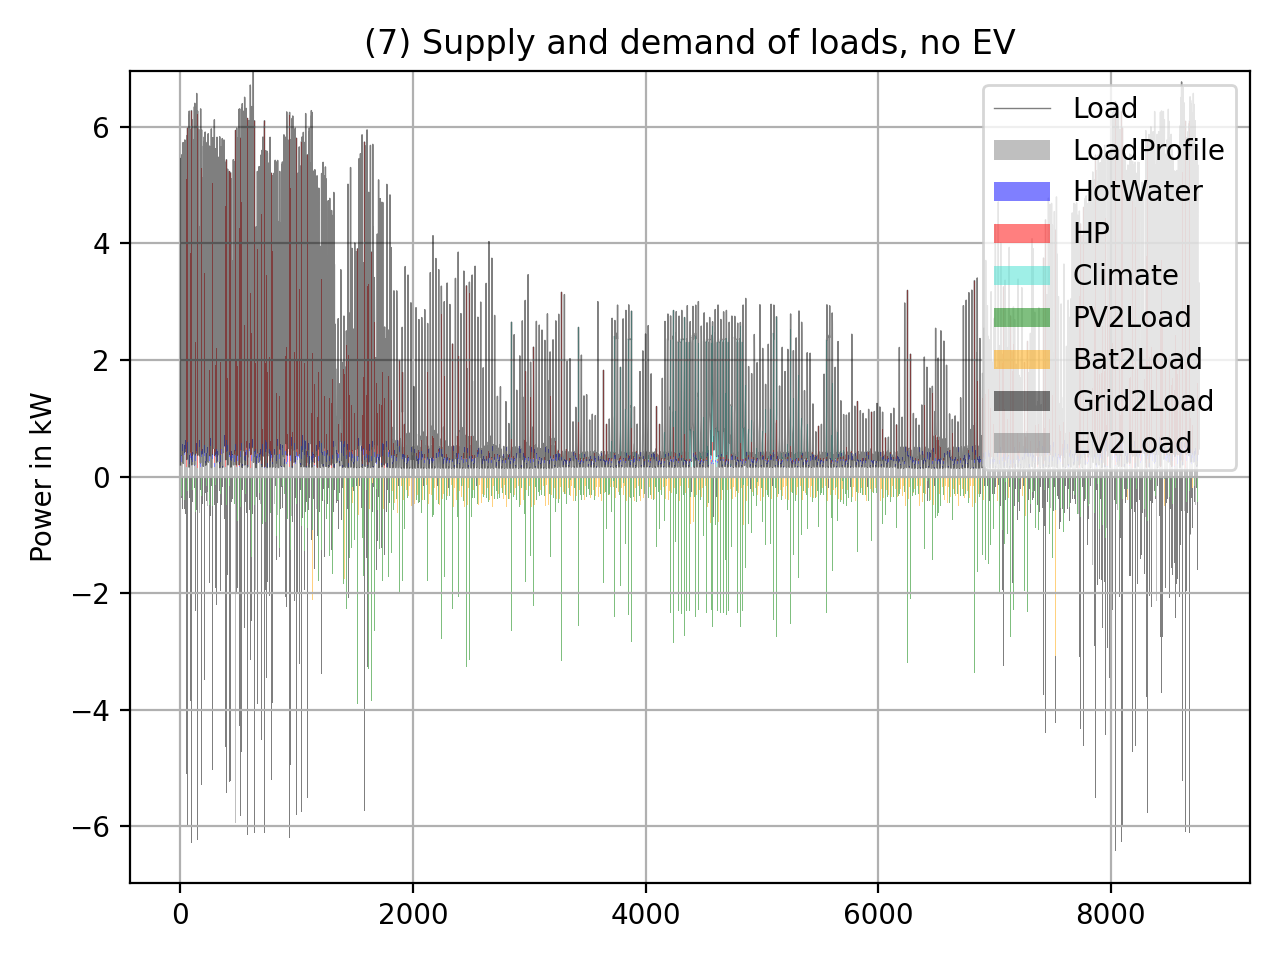 (7) Supply and demand of loads, no EV
Power in kW
6
4
2
0
−2
−4
−6
0
2000
4000
6000
8000
Load
LoadProfile
HotWater
HP
Climate
PV2Load
Bat2Load
Grid2Load
EV2Load